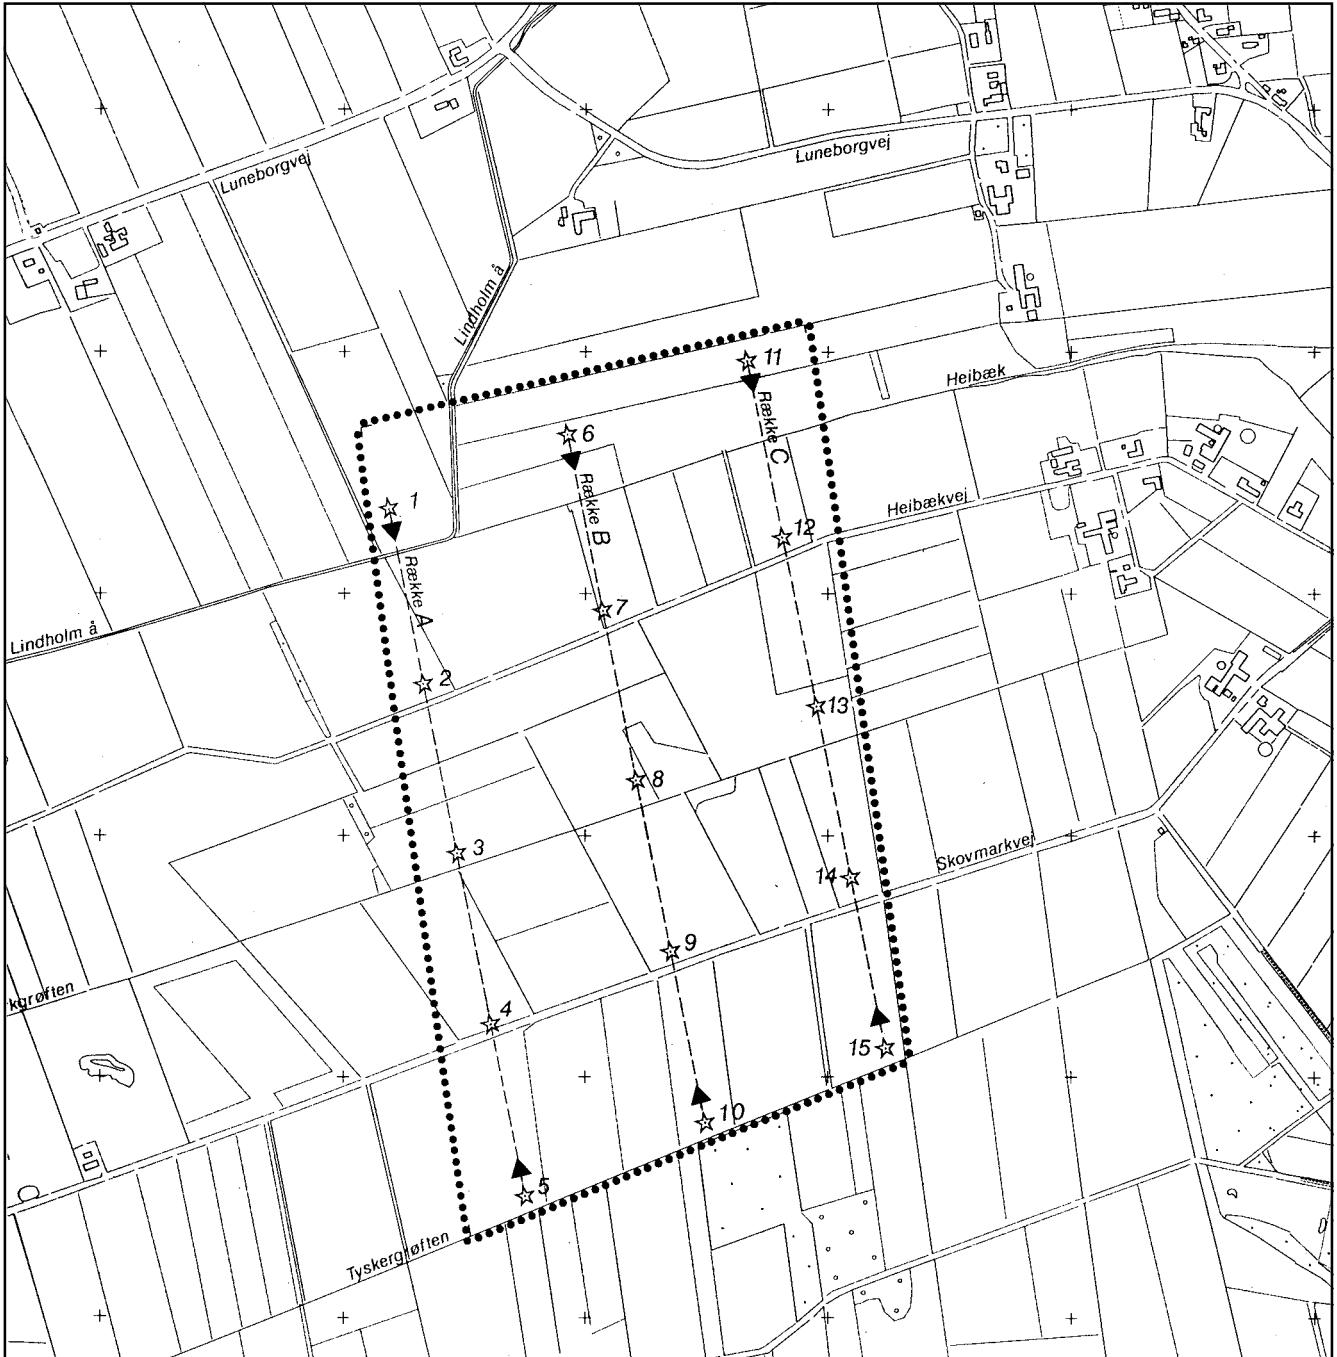 Luneborgvej
Luneborgvej
Lindholm å
11
Heibæk
Række C
6
Række B
1
Heibækvej
12
Række A
7
Lindholm å
2
13
8
3
Skovmarkvej
14
9
kgrøften
4
15
10
5
Tyskergrøften